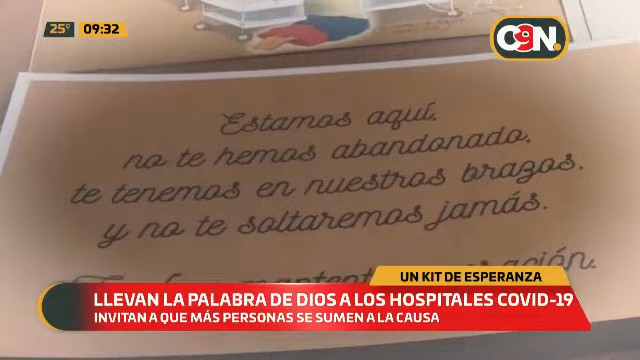 25° 09:32
C9N.
Estamos aquí.
no te hemos abandonado.
te tenemos en nuestros brazos.
y no te soltaremos jamás.
UN KIT DE ESPERANZA
LLEVAN LA PALABRA DE DIOS A LOS HOSPITALES COVID-19
INVITAN A QUE MÁS PERSONAS SE SUMEN A LA CAUSA